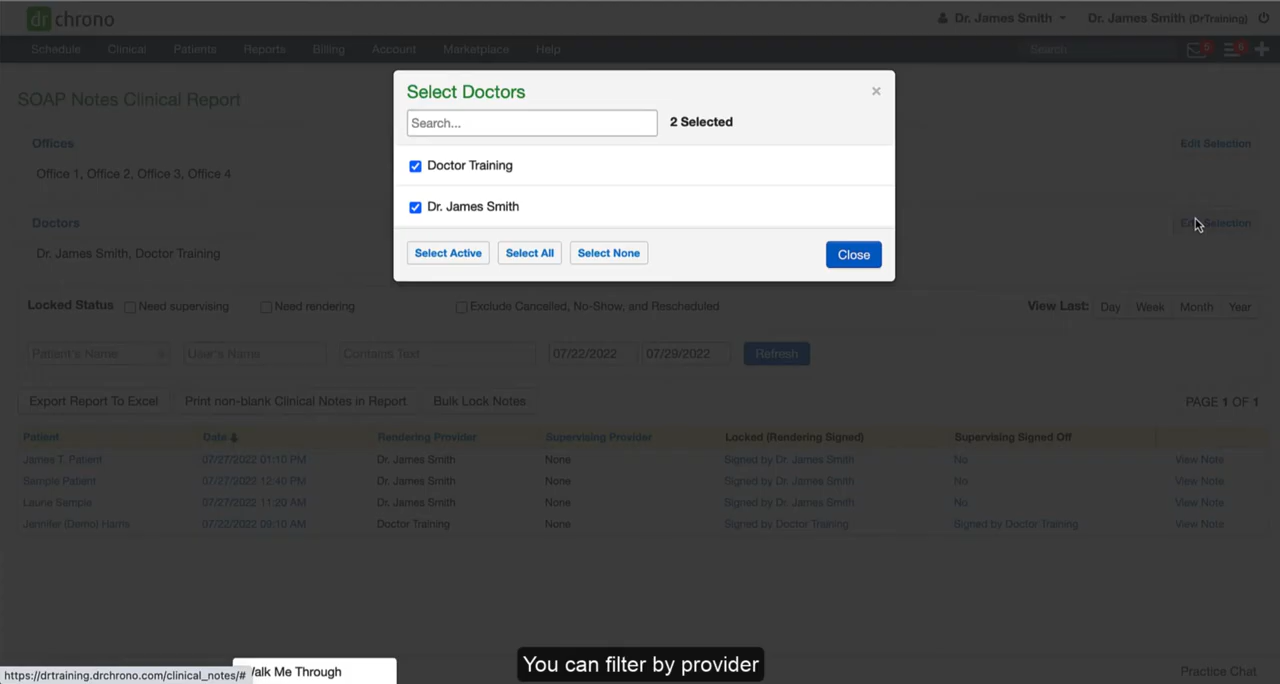 dr chrono
Dr. James Smith
Dr. James Smith (DrTraining)
Schedule Clinical Patients Reports Billing Account Marketplace Help
Search
5 6
SOAP Notes Clinical Report
Select Doctors ×
Search...
2 Selected
Doctor Training
Dr. James Smith
Select Active Select All Select None Close
Offices Edit Selection
Office 1, Office 2, Office 3, Office 4
Doctors Edit Selection
Dr. James Smith, Doctor Training
Locked Status Need supervising Need rendering Exclude Cancelled, No-Show, and Rescheduled View Last: Day Week Month Year
Patient's Name User's Name Contains Text 07/22/2022 07/29/2022 Refresh
Export Report To Excel Print non-blank Clinical Notes in Report Bulk Lock Notes PAGE 1 OF 1
Patient Date Rendering Provider Supervising Provider Locked (Rendering Signed) Supervising Signed Off
James T. Patient 07/27/2022 01:10 PM Dr. James Smith None Signed by Dr. James Smith No View Note
Sample Patient 07/27/2022 12:40 PM Dr. James Smith None Signed by Dr. James Smith No View Note
Laurie Sample 07/27/2022 11:20 AM Dr. James Smith None Signed by Dr. James Smith No View Note
Jennifer (Demo) Harris 07/22/2022 09:10 AM Doctor Training None Signed by Doctor Training Signed by Doctor Training View Note
You can filter by provider
https://drtraining.drchrono.com/clinical_notes/#
Walk Me Through
Practice Chat